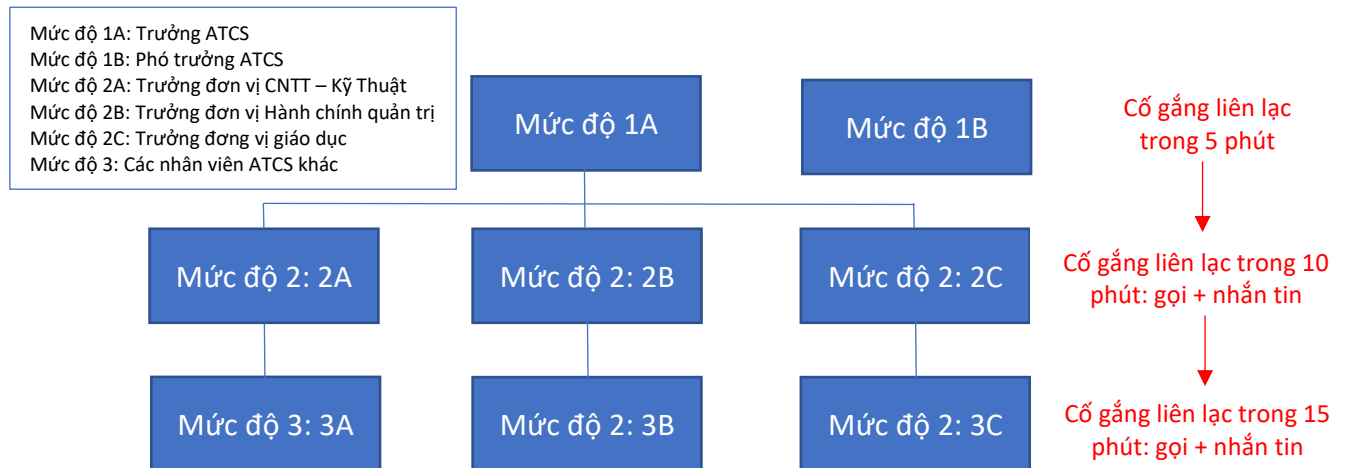 Mức độ 1A: Trưởng ATCS
Mức độ 1B: Phó trưởng ATCS
Mức độ 2A: Trưởng đơn vị CNTT – Kỹ Thuật
Mức độ 2B: Trưởng đơn vị Hành chính quản trị
Mức độ 2C: Trưởng đơng vị giáo dục
Mức độ 3: Các nhân viên ATCS khác
Mức độ 1A
Mức độ 1B
Cố gắng liên lạc
trong 5 phút
Mức độ 2: 2A
Mức độ 2: 2B
Mức độ 2: 2C
Cố gắng liên lạc trong 10
phút: gọi + nhắn tin
Mức độ 3: 3A
Mức độ 2: 3B
Mức độ 2: 3C
Cố gắng liên lạc trong 15
phút: gọi + nhắn tin